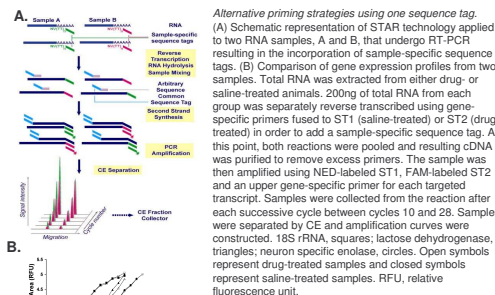 A.
Sample A
Sample B
RNA
Sample-specific
sequence tags
Reverse
Transcription
RNA Hydrolysis
Sample Mixing
Arbitrary
Sequence
Common
Sequence Tag
Second Strand
Synthesis
PCR
Amplification
CE Separation
Signal intensity
Migration
Cycle number
CE Fraction
Collector
B.
Area (RFU)
5.5
4.5
Alternative priming strategies using one sequence tag.
(A) Schematic representation of STAR technology applied
to two RNA samples, A and B, that undergo RT-PCR
resulting in the incorporation of sample-specific sequence
tags. (B) Comparison of gene expression profiles from two
samples. Total RNA was extracted from either drug- or
saline-treated animals. 200ng of total RNA from each
group was separately reverse transcribed using gene-
specific primers fused to ST1 (saline-treated) or ST2 (drug
treated) in order to add a sample-specific sequence tag. A
this point, both reactions were pooled and resulting cDNA
was purified to remove excess primers. The sample was
then amplified using NED-labeled ST1, FAM-labeled ST2
and an upper gene-specific primer for each targeted
transcript. Samples were collected from the reaction after
each successive cycle between cycles 10 and 28. Sample
were separated by CE and amplification curves were
constructed. 18S rRNA, squares; lactose dehydrogenase,
triangles; neuron specific enolase, circles. Open symbols
represent drug-treated samples and closed symbols
represent saline-treated samples. RFU, relative
fluorescence unit.